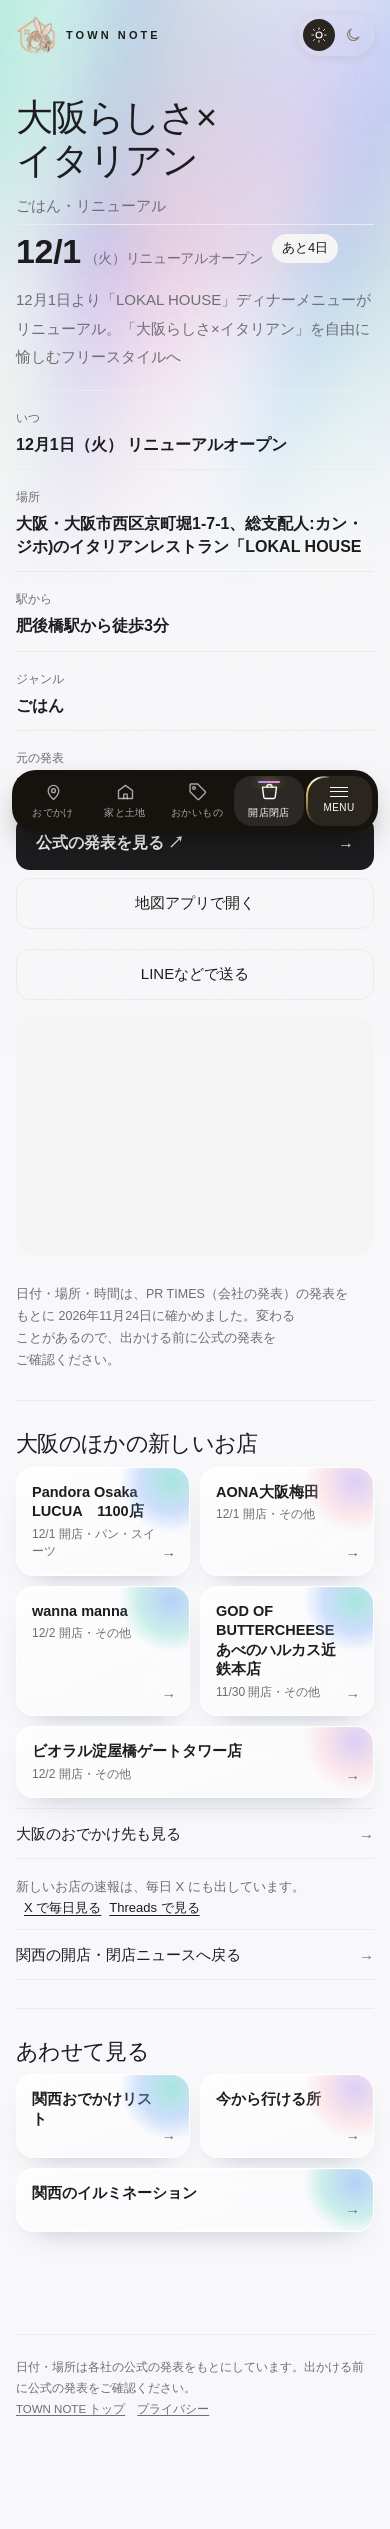 TOWN NOTE
大阪らしさ×
イタリアン
ごはん・リニューアル
12/1（火）リニューアルオープン あと4日
12月1日より「LOKAL HOUSE」ディナーメニューが
リニューアル。「大阪らしさ×イタリアン」を自由に
愉しむフリースタイルへ
いつ
12月1日（火） リニューアルオープン
場所
大阪・大阪市西区京町堀1-7-1、総支配人:カン・
ジホ)のイタリアンレストラン「LOKAL HOUSE
駅から
肥後橋駅から徒歩3分
ジャンル
ごはん
元の発表
おでかけ 家と土地 おかいもの 開店閉店 MENU
公式の発表を見る ↗ →
地図アプリで開く
LINEなどで送る
日付・場所・時間は、PR TIMES（会社の発表）の発表を
もとに 2026年11月24日に確かめました。変わる
ことがあるので、出かける前に公式の発表を
ご確認ください。
大阪のほかの新しいお店
Pandora Osaka
LUCUA 1100店
12/1 開店・パン・スイ
ーツ →
AONA大阪梅田
12/1 開店・その他
→
wanna manna
12/2 開店・その他
→
GOD OF
BUTTERCHEESE
あべのハルカス近
鉄本店
11/30 開店・その他 →
ビオラル淀屋橋ゲートタワー店
12/2 開店・その他 →
大阪のおでかけ先も見る →
新しいお店の速報は、毎日 X にも出しています。
X で毎日見る Threads で見る
関西の開店・閉店ニュースへ戻る →
あわせて見る
関西おでかけリス
ト →
今から行ける所
→
関西のイルミネーション
→
日付・場所は各社の公式の発表をもとにしています。出かける前
に公式の発表をご確認ください。
TOWN NOTE トップ プライバシー